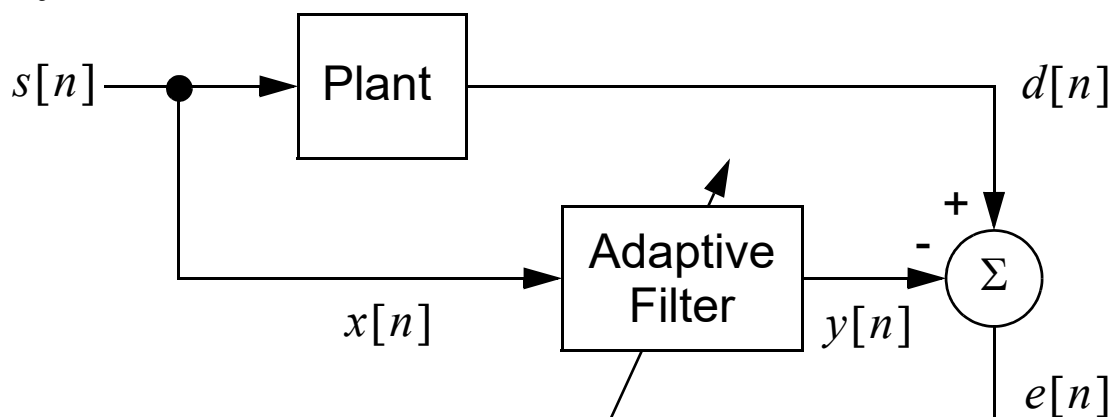 s[n]
Plant
d[n]
+
-
Adaptive
Filter
Σ
x[n]
y[n]
e[n]